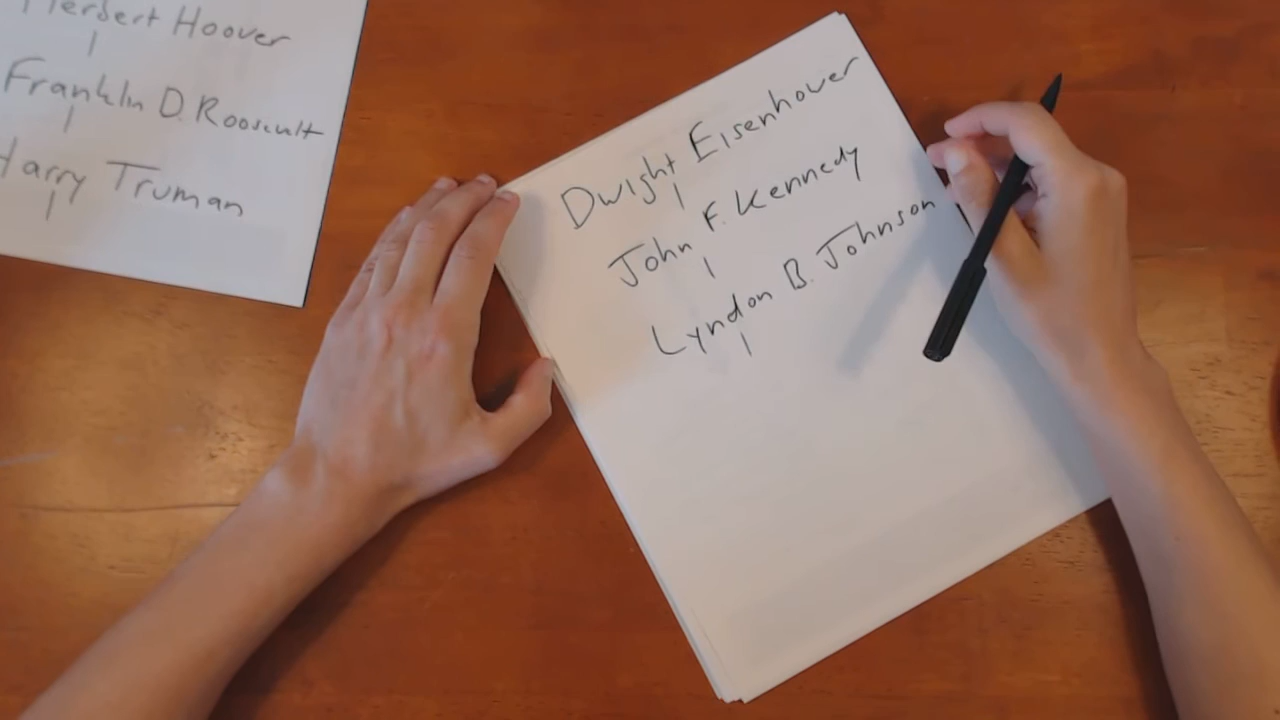 Herbert Hoover
Franklin D. Roosevelt
Harry Truman
Dwight Eisenhower
John F. Kennedy
Lyndon B. Johnson